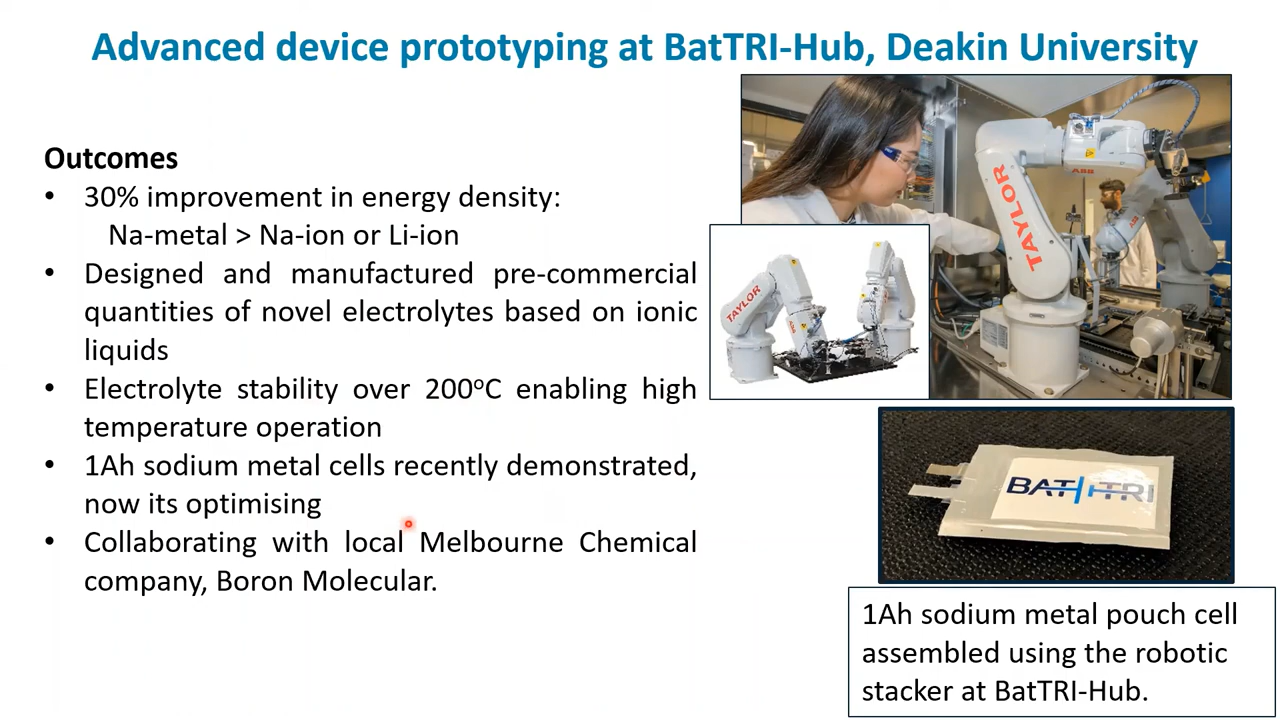 Advanced device prototyping at BatTRI-Hub, Deakin University
Outcomes
• 30% improvement in energy density:
Na-metal > Na-ion or Li-ion
• Designed and manufactured pre-commercial
quantities of novel electrolytes based on ionic
liquids
• Electrolyte stability over 200°C enabling high
temperature operation
• 1Ah sodium metal cells recently demonstrated,
now its optimising
• Collaborating with local Melbourne Chemical
company, Boron Molecular.
TAYLOR
ABB
TAYLOR
BATTRI
1Ah sodium metal pouch cell
assembled using the robotic
stacker at BatTRI-Hub.